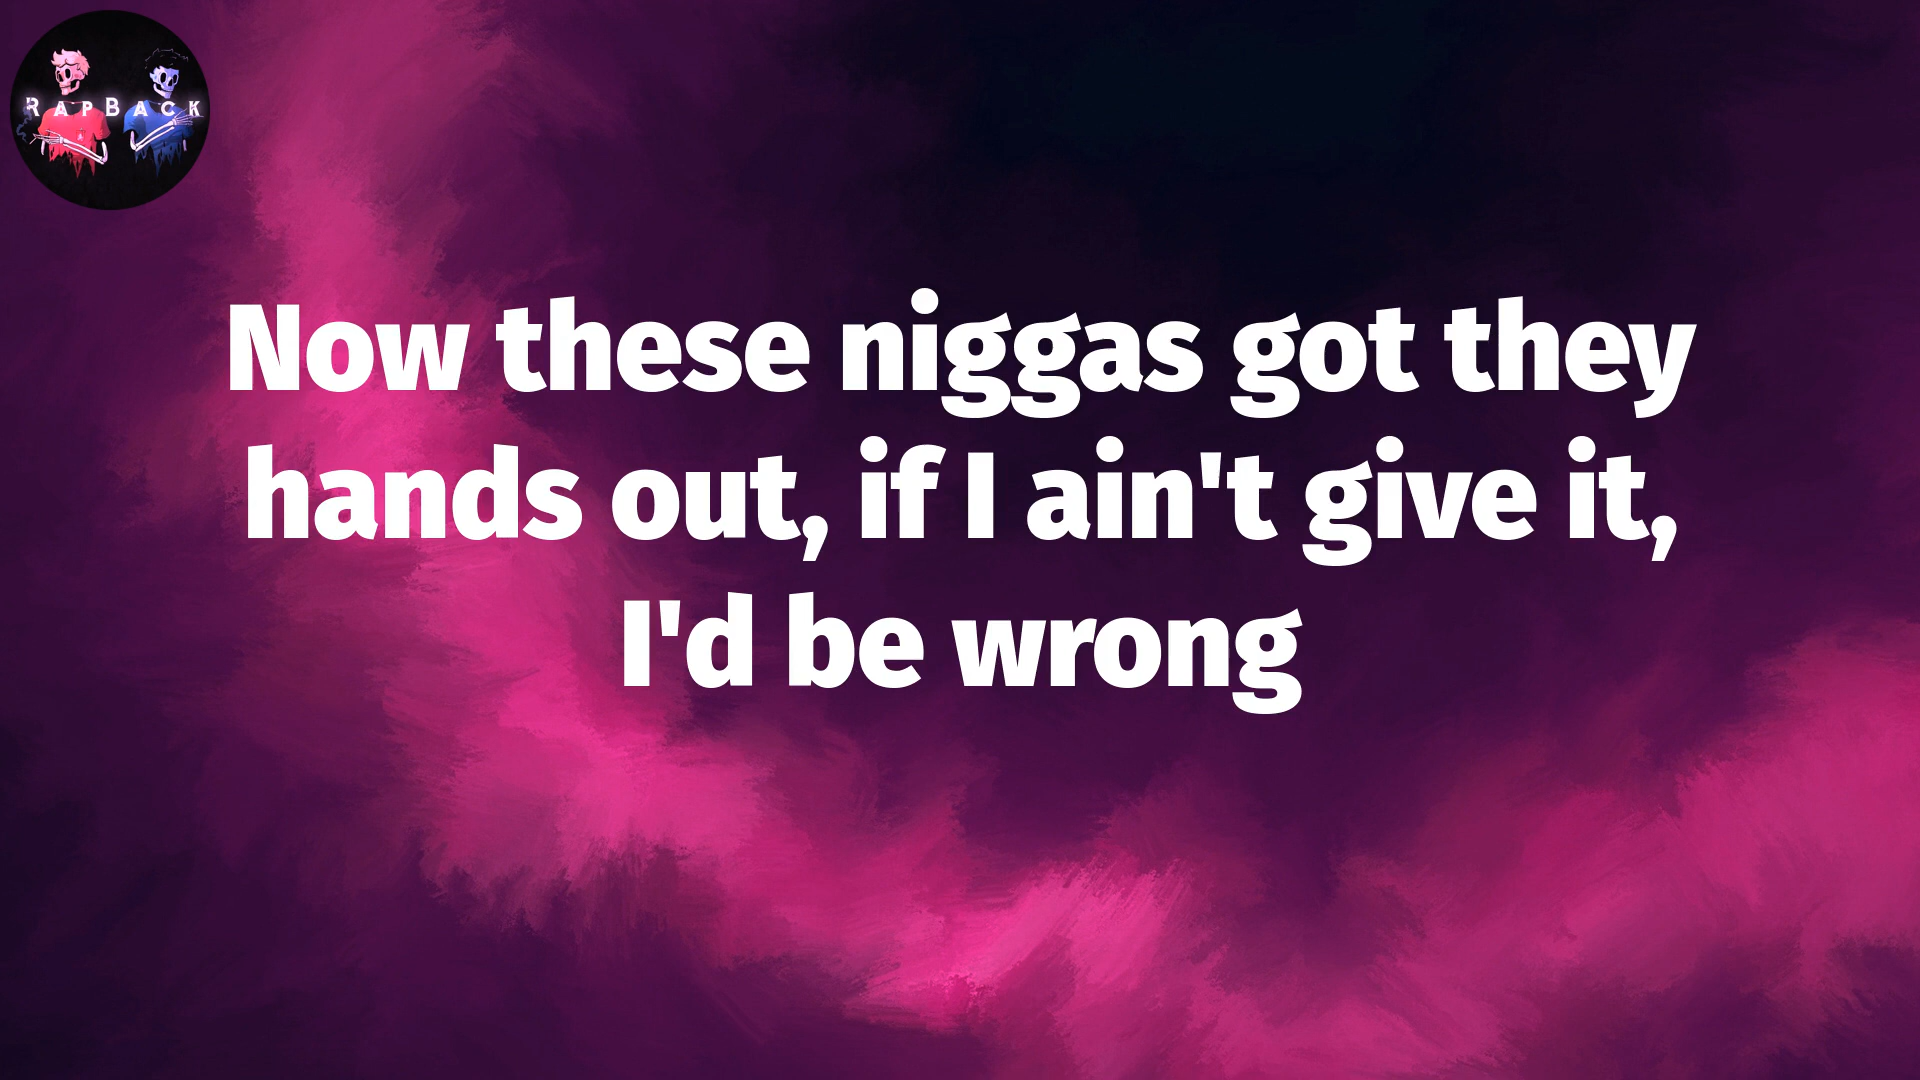 RAPBACK
Now these niggas got they
hands out, if I ain't give it,
I'd be wrong